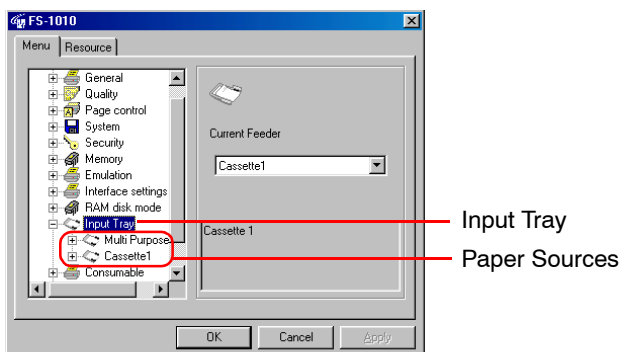 FS-1010
Menu
Resource
General
Quality
Page control
System
Security
Memory
Emulation
Interface settings
RAM disk mode
Input Tray
Multi Purpose
Cassette1
Consumable
Current Feeder
Cassette1
Cassette 1
OK
Cancel
Apply
Input Tray
Paper Sources